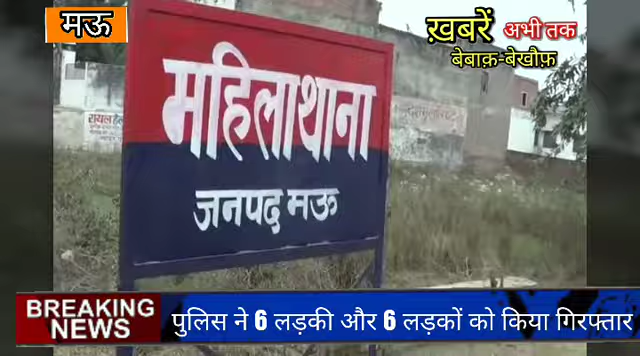 मऊ
ख़बरें अभी तक
बेबाक़-बेख़ौफ़
महिला थाना
जनपद मऊ
BREAKING NEWS
पुलिस ने 6 लड़की और 6 लड़कों को किया गिरफ्तार